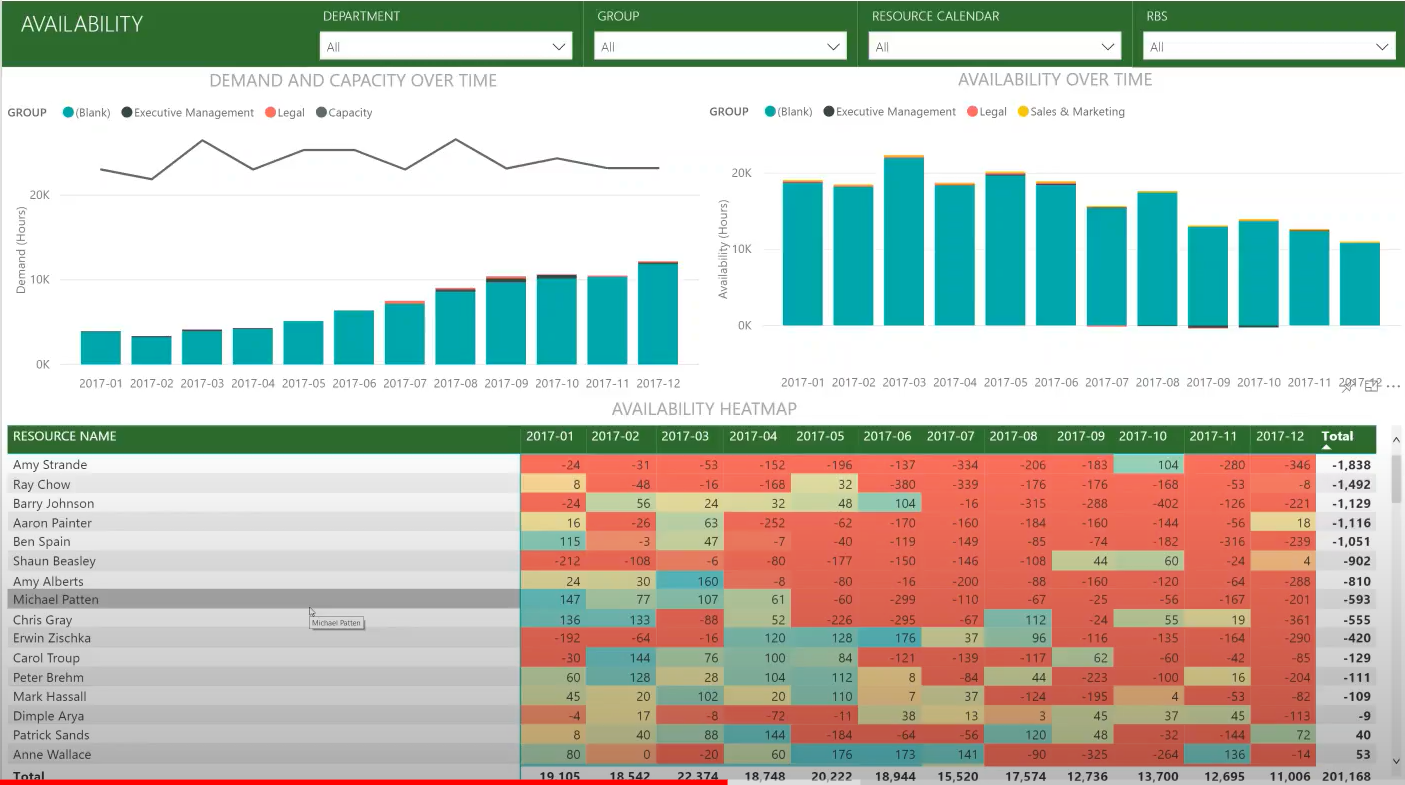 AVAILABILITY
DEPARTMENT GROUP RESOURCE CALENDAR RBS
All All All All
DEMAND AND CAPACITY OVER TIME
GROUP (Blank) Executive Management Legal Capacity
Demand (Hours)
20K
10K
0K
2017-01 2017-02 2017-03 2017-04 2017-05 2017-06 2017-07 2017-08 2017-09 2017-10 2017-11 2017-12
AVAILABILITY OVER TIME
GROUP (Blank) Executive Management Legal Sales & Marketing
Availability (Hours)
20K
10K
0K
2017-01 2017-02 2017-03 2017-04 2017-05 2017-06 2017-07 2017-08 2017-09 2017-10 2017-11 2017-12
AVAILABILITY HEATMAP
RESOURCE NAME 2017-01 2017-02 2017-03 2017-04 2017-05 2017-06 2017-07 2017-08 2017-09 2017-10 2017-11 2017-12 Total
Amy Strande -24 -31 -53 -152 -196 -137 -334 -206 -183 104 -280 -346 -1,838
Ray Chow 8 -48 -16 -168 32 -380 -339 -176 -176 -168 -53 -8 -1,492
Barry Johnson -24 56 24 32 48 104 -16 -315 -288 -402 -126 -221 -1,129
Aaron Painter 16 -26 63 -252 -62 -170 -160 -184 -160 -144 -56 18 -1,116
Ben Spain 115 -3 47 -7 -40 -119 -149 -85 -74 -182 -316 -239 -1,051
Shaun Beasley -212 -108 -6 -80 -177 -150 -146 -108 44 60 -24 4 -902
Amy Alberts 24 30 160 -8 -80 -16 -200 -88 -160 -120 -64 -288 -810
Michael Patten 147 77 107 61 -60 -299 -110 -67 -25 -56 -167 -201 -593
Michael Patten
Chris Gray 136 133 -88 52 -226 -295 -67 112 -24 55 19 -361 -555
Erwin Zischka -192 -64 -16 120 128 176 37 96 -116 -135 -164 -290 -420
Carol Troup -30 144 76 100 84 -121 -139 -117 62 -60 -42 -85 -129
Peter Brehm 60 128 28 104 112 8 -84 44 -223 -100 16 -204 -111
Mark Hassall 45 20 102 20 110 7 37 -124 -195 4 -53 -82 -109
Dimple Arya -4 17 -8 -72 -11 38 13 3 45 37 45 -113 -9
Patrick Sands 8 40 88 144 -184 -64 -56 120 48 -32 -144 72 40
Anne Wallace 80 0 -20 60 176 173 141 -90 -325 -264 136 -14 53
Total 19,105 18,542 22,374 18,748 20,222 18,944 15,520 17,574 12,736 13,700 12,695 11,006 201,168